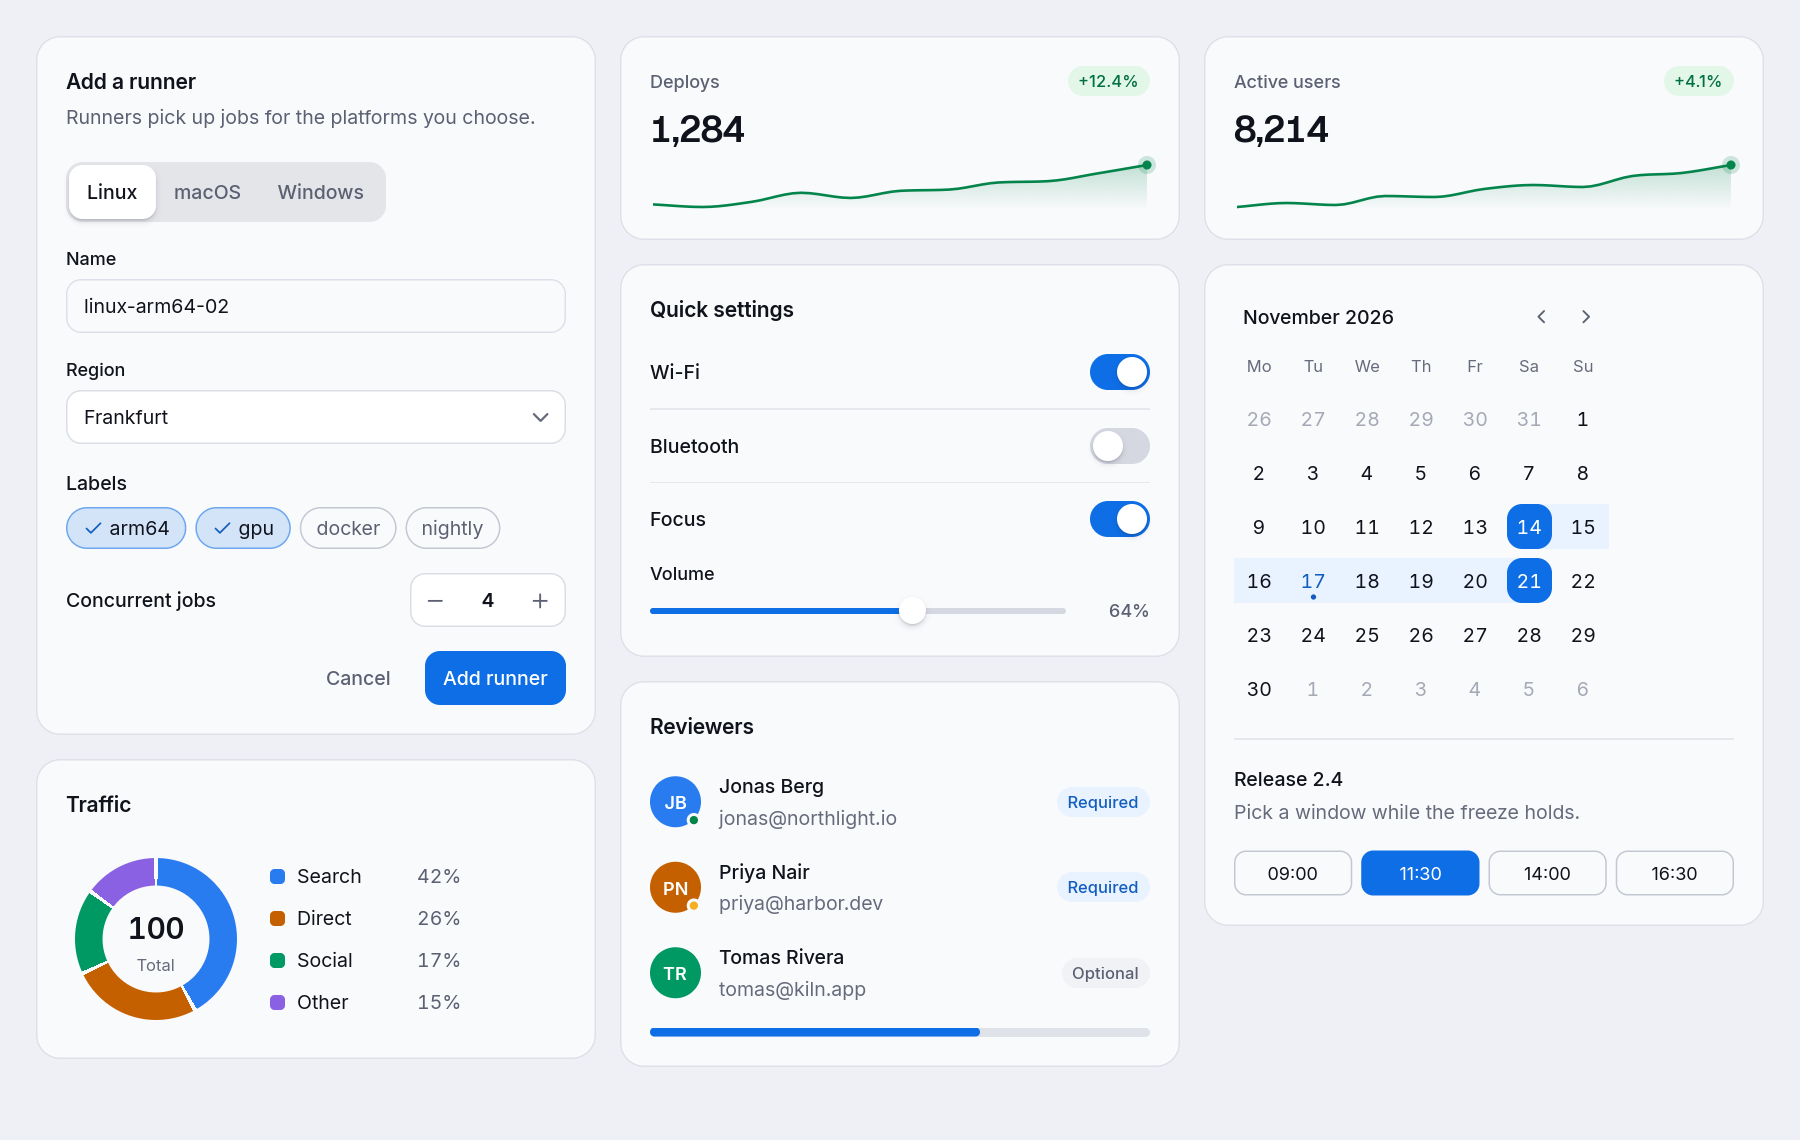 Add a runner
Runners pick up jobs for the platforms you choose.
Linux macOS Windows
Name
linux-arm64-02
Region
Frankfurt
Labels
arm64 gpu docker nightly
Concurrent jobs 4
Cancel Add runner
Traffic
100
Total
Search 42%
Direct 26%
Social 17%
Other 15%
Deploys +12.4%
1,284
Quick settings
Wi-Fi
Bluetooth
Focus
Volume
64%
Reviewers
JB Jonas Berg Required
jonas@northlight.io
PN Priya Nair Required
priya@harbor.dev
TR Tomas Rivera Optional
tomas@kiln.app
Active users +4.1%
8,214
November 2026
Mo Tu We Th Fr Sa Su
26 27 28 29 30 31 1
2 3 4 5 6 7 8
9 10 11 12 13 14 15
16 17 18 19 20 21 22
23 24 25 26 27 28 29
30 1 2 3 4 5 6
Release 2.4
Pick a window while the freeze holds.
09:00 11:30 14:00 16:30